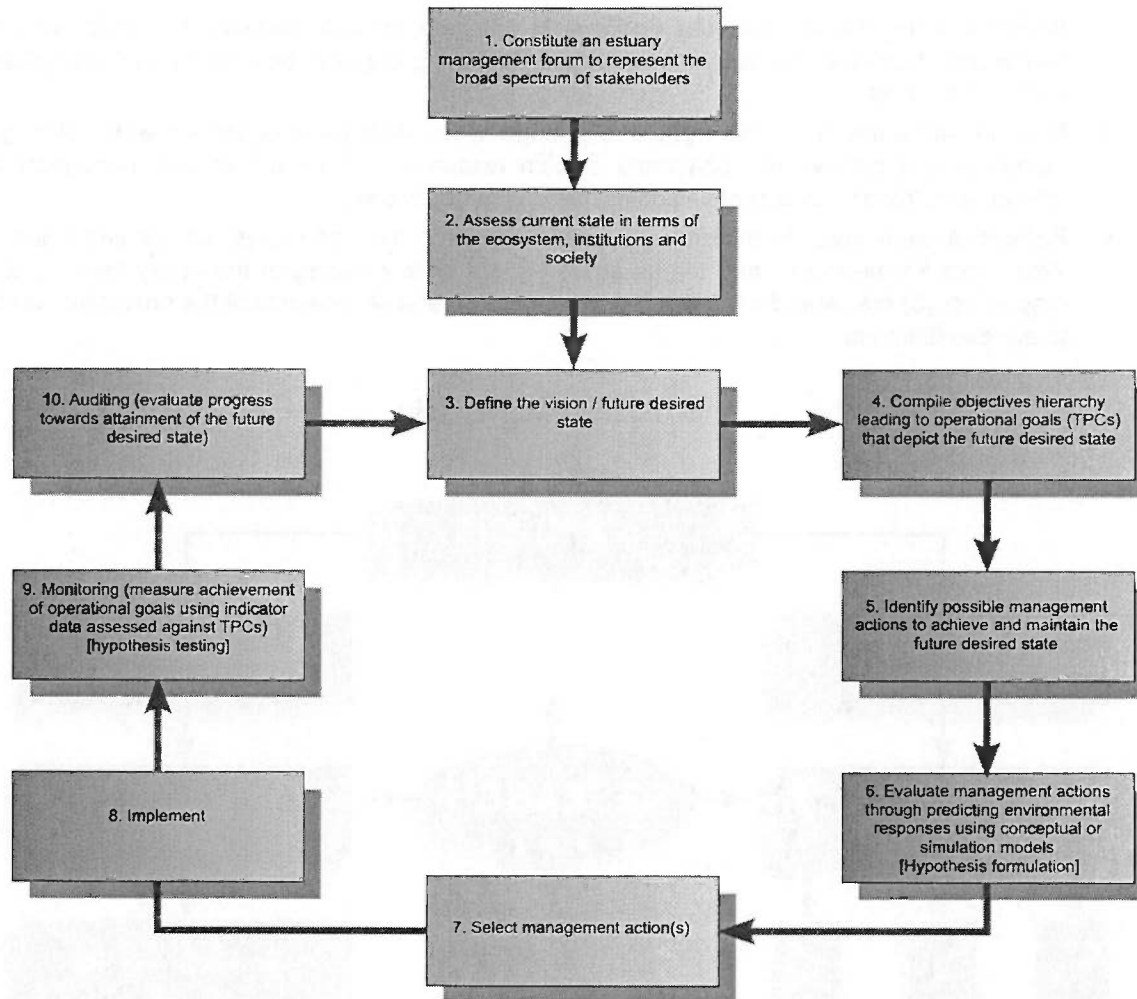 1. Constitute an estuary
management forum to represent the
broad spectrum of stakeholders
2. Assess current state in terms of
the ecosystem, institutions and
society
3. Define the vision / future desired
state
4. Compile objectives hierarchy
leading to operational goals (TPCs)
that depict the future desired state
5. Identify possible management
actions to achieve and maintain the
future desired state
6. Evaluate management actions
through predicting environmental
responses using conceptual or
simulation models
[Hypothesis formulation]
7. Select management action(s)
8. Implement
9. Monitoring (measure achievement
of operational goals using indicator
data assessed against TPCs)
[hypothesis testing]
10. Auditing (evaluate progress
towards attainment of the future
desired state)